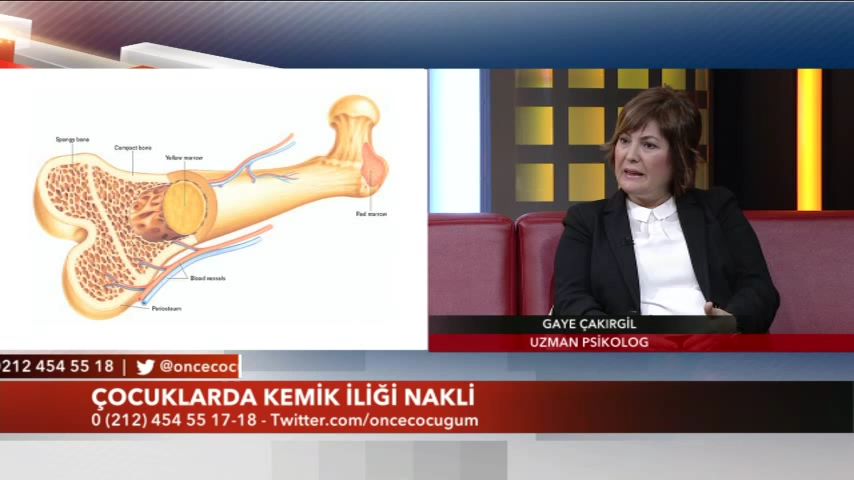 Spongy bone
Compact bone
Yellow marrow
Red marrow
Blood vessels
Periosteum
GAYE ÇAKIRGİL
UZMAN PSİKOLOG
0212 454 55 18 | @oncecocu
ÇOCUKLARDA KEMİK İLİĞİ NAKLİ
0 (212) 454 55 17-18 - Twitter.com/oncecocugum